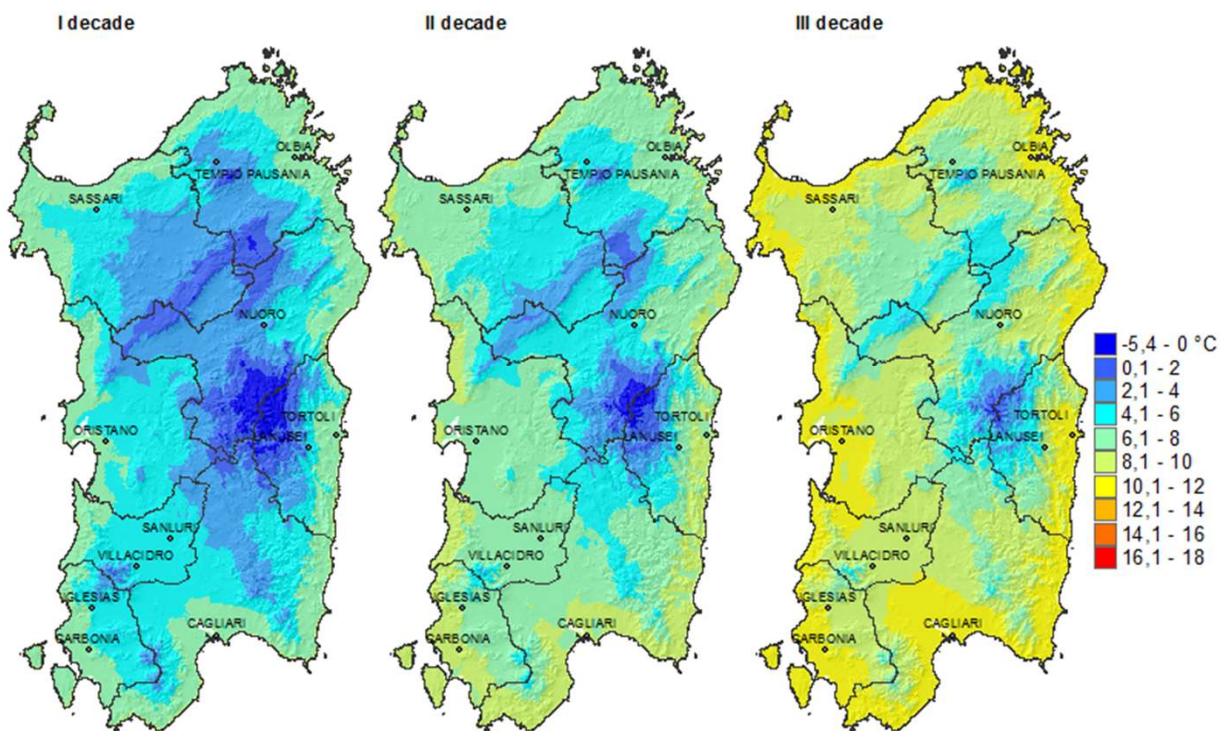 I decade
II decade
III decade
OLBIA
TEMPIO PAUSANIA
SASSARI
NUORO
TORTOLI
ORISTANO
LANUSEI
SANLURI
VILLACIDRO
IGLESIAS
CAGLIARI
CARBONIA
OLBIA
TEMPIO PAUSANIA
SASSARI
NUORO
TORTOLI
ORISTANO
LANUSEI
SANLURI
VILLACIDRO
IGLESIAS
CAGLIARI
CARBONIA
OLBIA
TEMPIO PAUSANIA
SASSARI
NUORO
TORTOLI
ORISTANO
LANUSEI
SANLURI
VILLACIDRO
IGLESIAS
CAGLIARI
CARBONIA
-5,4 - 0 °C
0,1 - 2
2,1 - 4
4,1 - 6
6,1 - 8
8,1 - 10
10,1 - 12
12,1 - 14
14,1 - 16
16,1 - 18